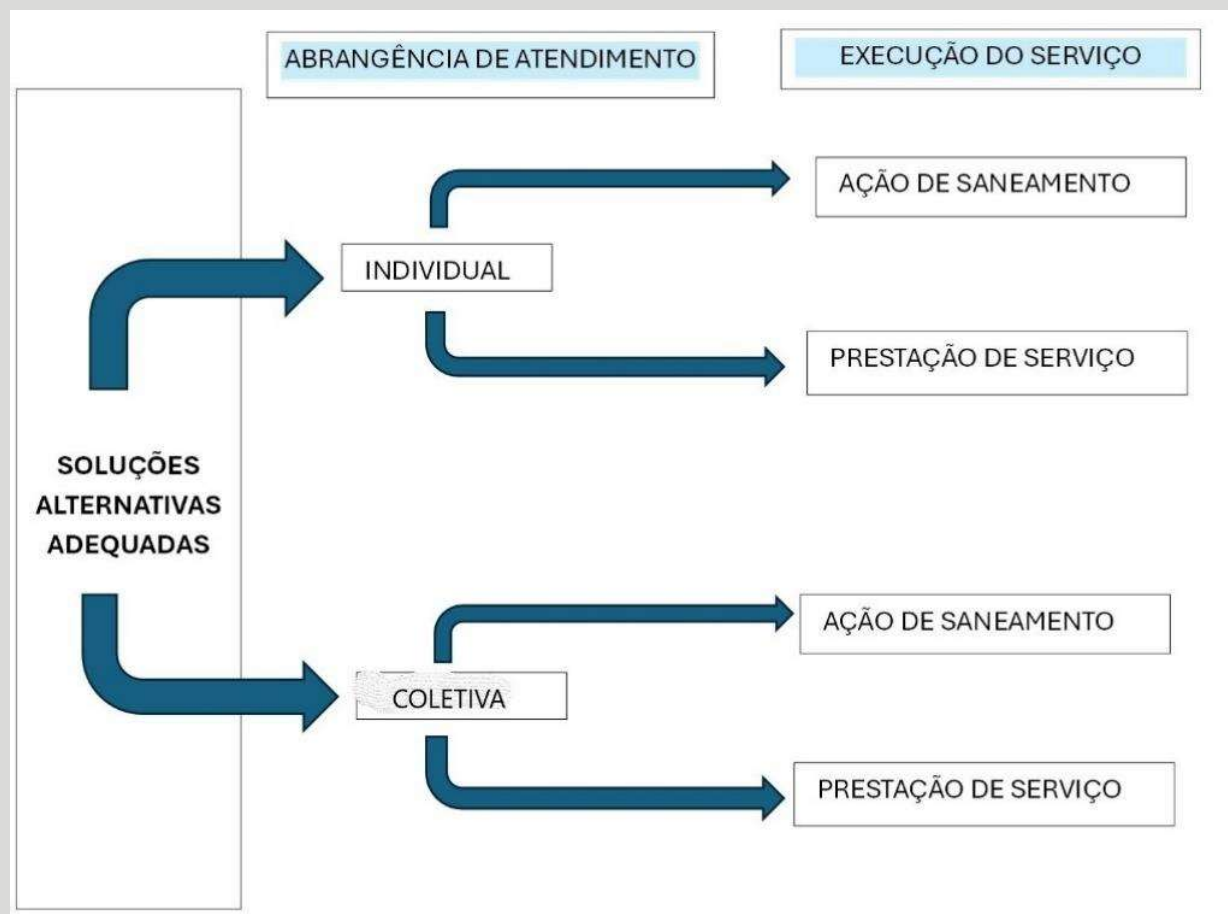 ABRANGÊNCIA DE ATENDIMENTO
EXECUÇÃO DO SERVIÇO
AÇÃO DE SANEAMENTO
INDIVIDUAL
PRESTAÇÃO DE SERVIÇO
SOLUÇÕES
ALTERNATIVAS
ADEQUADAS
AÇÃO DE SANEAMENTO
COLETIVA
PRESTAÇÃO DE SERVIÇO